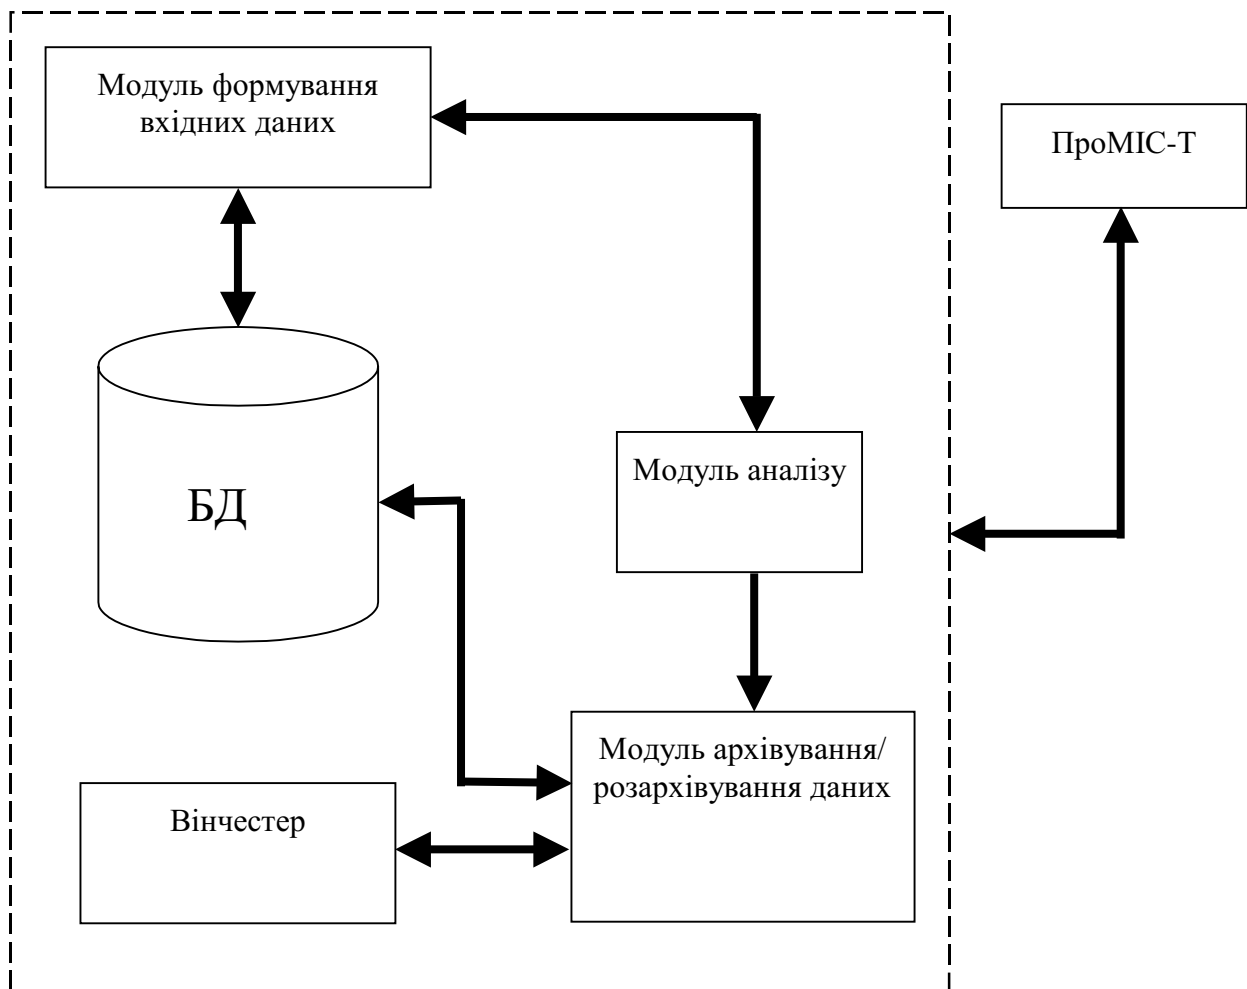 Модуль формування
вхідних даних
ПроМІС-Т
Модуль аналізу
БД
Модуль архівування/
розархівування даних
Вінчестер